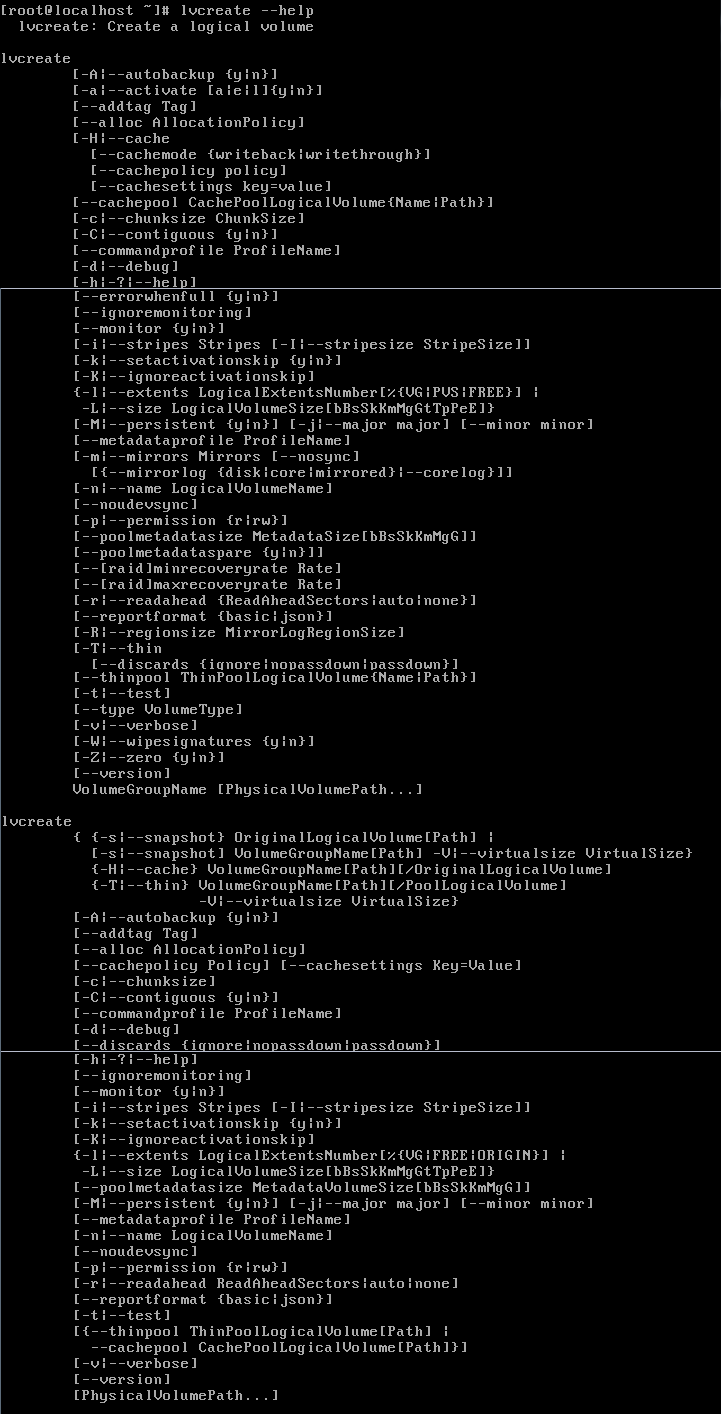 [root@localhost ~]# lvcreate --help
  lvcreate: Create a logical volume

lvcreate
        [-A|--autobackup {y|n}]
        [-a|--activate [a|e|l]{y|n}]
        [--addtag Tag]
        [--alloc AllocationPolicy]
        [-H|--cache
          [--cachemode {writeback|writethrough}]
          [--cachepolicy policy]
          [--cachesettings key=value]
        [--cachepool CachePoolLogicalVolume{Name|Path}]
        [-c|--chunksize ChunkSize]
        [-C|--contiguous {y|n}]
        [--commandprofile ProfileName]
        [-d|--debug]
        [-h|-?|--help]
        [--errorwhenfull {y|n}]
        [--ignoremonitoring]
        [--monitor {y|n}]
        [-i|--stripes Stripes [-I|--stripesize StripeSize]]
        [-k|--setactivationskip {y|n}]
        [-K|--ignoreactivationskip]
        {-l|--extents LogicalExtentsNumber[%{VG|PVS|FREE}] |
         -L|--size LogicalVolumeSize[bBsSkKmMgGtTpPeE]}
        [-M|--persistent {y|n}] [-j|--major major] [--minor minor]
        [--metadataprofile ProfileName]
        [-m|--mirrors Mirrors [--nosync]
          [{--mirrorlog {disk|core|mirrored}|--corelog}]]
        [-n|--name LogicalVolumeName]
        [--noudevsync]
        [-p|--permission {r|rw}]
        [--poolmetadatasize MetadataSize[bBsSkKmMgG]]
        [--poolmetadataspare {y|n}]]
        [--[raid]minrecoveryrate Rate]
        [--[raid]maxrecoveryrate Rate]
        [-r|--readahead {ReadAheadSectors|auto|none}]
        [--reportformat {basic|json}]
        [-R|--regionsize MirrorLogRegionSize]
        [-T|--thin
          [--discards {ignore|nopassdown|passdown}]
        [--thinpool ThinPoolLogicalVolume{Name|Path}]
        [-t|--test]
        [--type VolumeType]
        [-v|--verbose]
        [-W|--wipesignatures {y|n}]
        [-Z|--zero {y|n}]
        [--version]
        VolumeGroupName [PhysicalVolumePath...]

lvcreate
        { {-s|--snapshot} OriginalLogicalVolume[Path] |
          [-s|--snapshot] VolumeGroupName[Path] -V|--virtualsize VirtualSize}
          {-H|--cache} VolumeGroupName[Path][/OriginalLogicalVolume]
          {-T|--thin} VolumeGroupName[Path][/PoolLogicalVolume]
                      -V|--virtualsize VirtualSize}
        [-A|--autobackup {y|n}]
        [--addtag Tag]
        [--alloc AllocationPolicy]
        [--cachepolicy Policy] [--cachesettings Key=Value]
        [-c|--chunksize]
        [-C|--contiguous {y|n}]
        [--commandprofile ProfileName]
        [-d|--debug]
        [--discards {ignore|nopassdown|passdown}]
        [-h|-?|--help]
        [--ignoremonitoring]
        [--monitor {y|n}]
        [-i|--stripes Stripes [-I|--stripesize StripeSize]]
        [-k|--setactivationskip {y|n}]
        [-K|--ignoreactivationskip]
        {-l|--extents LogicalExtentsNumber[%{VG|FREE|ORIGIN}] |
         -L|--size LogicalVolumeSize[bBsSkKmMgGtTpPeE]}
        [--poolmetadatasize MetadataVolumeSize[bBsSkKmMgG]]
        [-M|--persistent {y|n}] [-j|--major major] [--minor minor]
        [--metadataprofile ProfileName]
        [-n|--name LogicalVolumeName]
        [--noudevsync]
        [-p|--permission {r|rw}]
        [-r|--readahead ReadAheadSectors|auto|none]
        [--reportformat {basic|json}]
        [-t|--test]
        [{--thinpool ThinPoolLogicalVolume[Path] |
          --cachepool CachePoolLogicalVolume[Path]}]
        [-v|--verbose]
        [--version]
        [PhysicalVolumePath...]